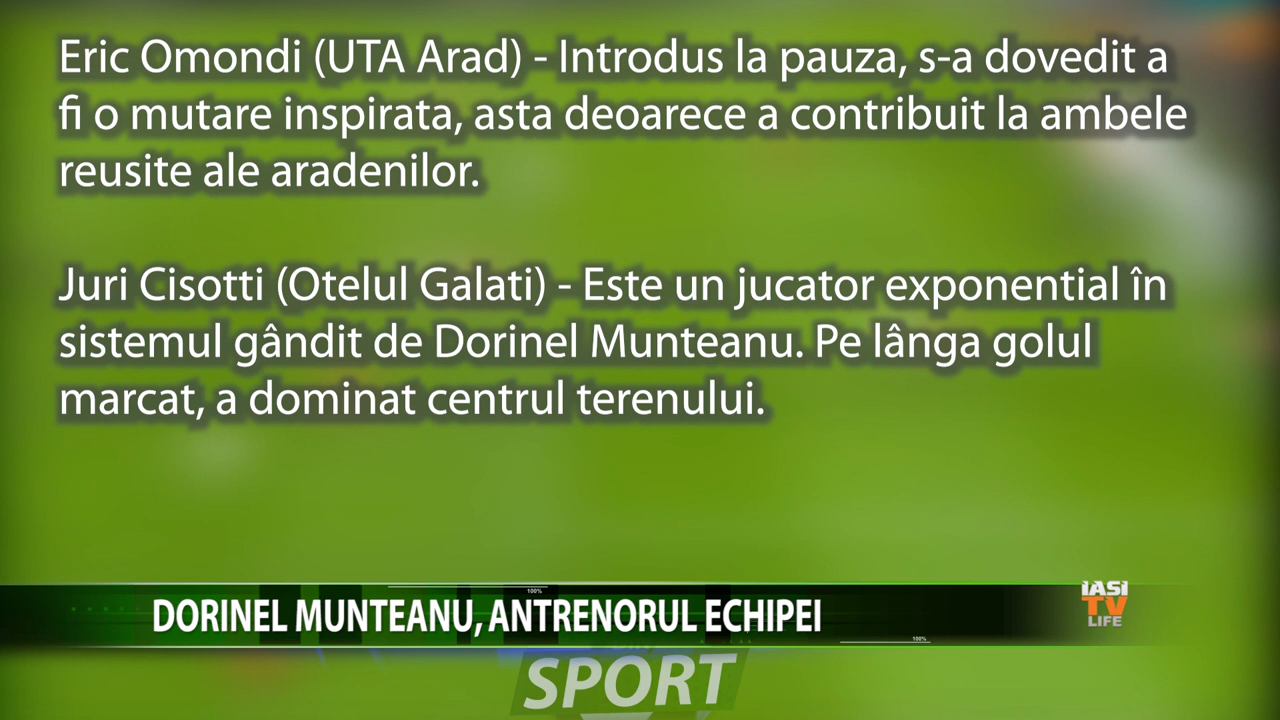 Eric Omondi (UTA Arad) - Introdus la pauza, s-a dovedit a
fi o mutare inspirata, asta deoarece a contribuit la ambele
reusite ale aradenilor.
Juri Cisotti (Otelul Galati) - Este un jucator exponential în
sistemul gândit de Dorinel Munteanu. Pe lânga golul
marcat, a dominat centrul terenului.
100%
DORINEL MUNTEANU, ANTRENORUL ECHIPEI
100%
IASI
TV
LIFE
SPORT